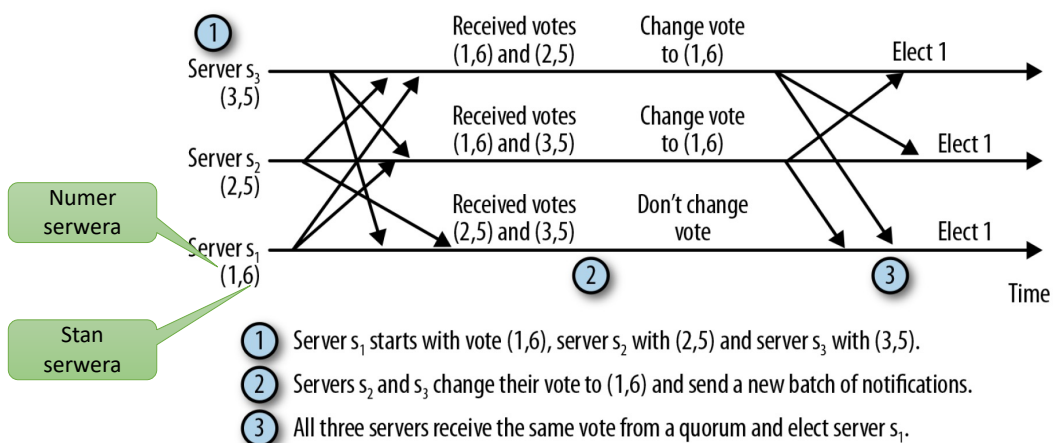 1
Received votes
(1,6) and (2,5)
Change vote
to (1,6)
Elect 1
Server s₃
(3,5)
Received votes
(1,6) and (3,5)
Change vote
to (1,6)
Elect 1
Server s₂
(2,5)
Numer
serwera
Received votes
(2,5) and (3,5)
Don't change
vote
Elect 1
Server s₁
(1,6)
2
3
Time
Stan
serwera
1 Server s₁ starts with vote (1,6), server s₂ with (2,5) and server s₃ with (3,5).
2 Servers s₂ and s₃ change their vote to (1,6) and send a new batch of notifications.
3 All three servers receive the same vote from a quorum and elect server s₁.